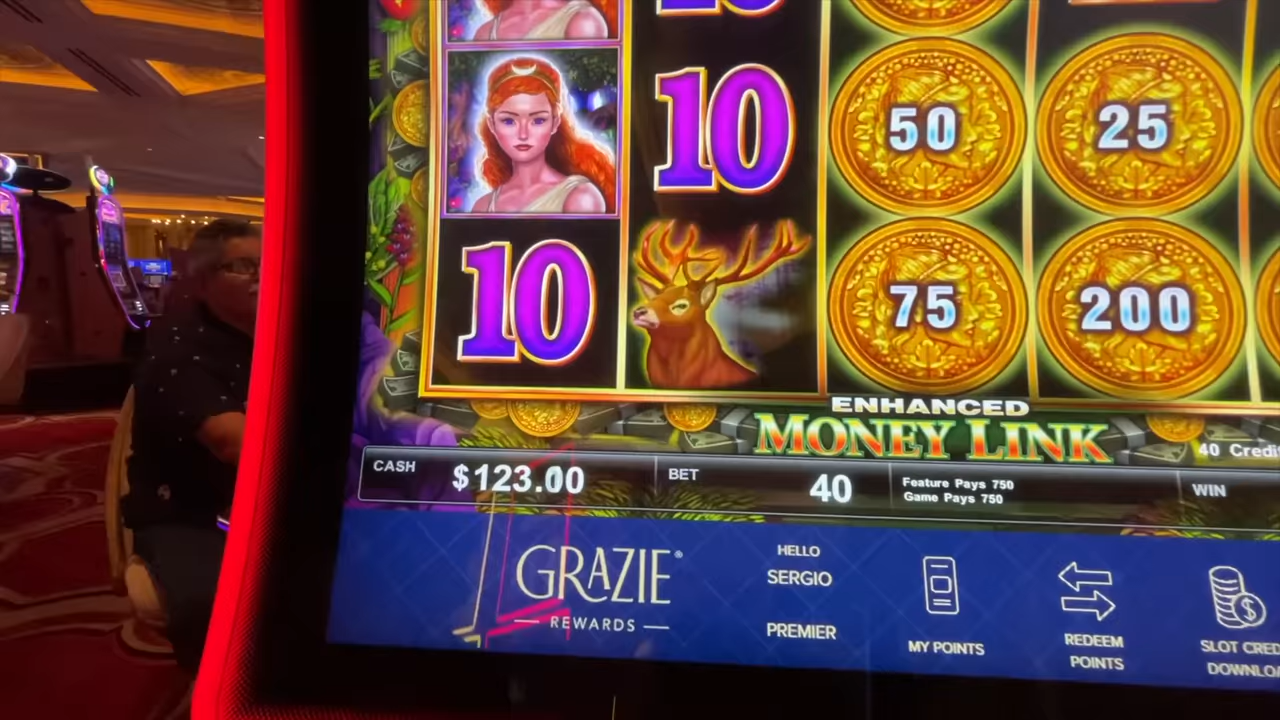 10
50
25
10
75
200
ENHANCED
MONEY LINK
40 Credi
CASH
$123.00
BET
40
Feature Pays 750
Game Pays 750
WIN
GRAZIE®
REWARDS
HELLO
SERGIO
PREMIER
MY POINTS
REDEEM
POINTS
SLOT CRED
DOWNLO